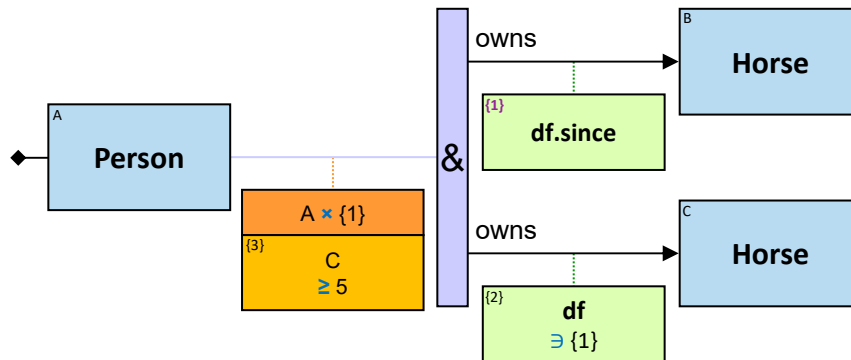 owns
B
Horse
{1}
df.since
A
Person
&
A × {1}
{3}
C
≥ 5
owns
C
Horse
{2}
df
∋ {1}